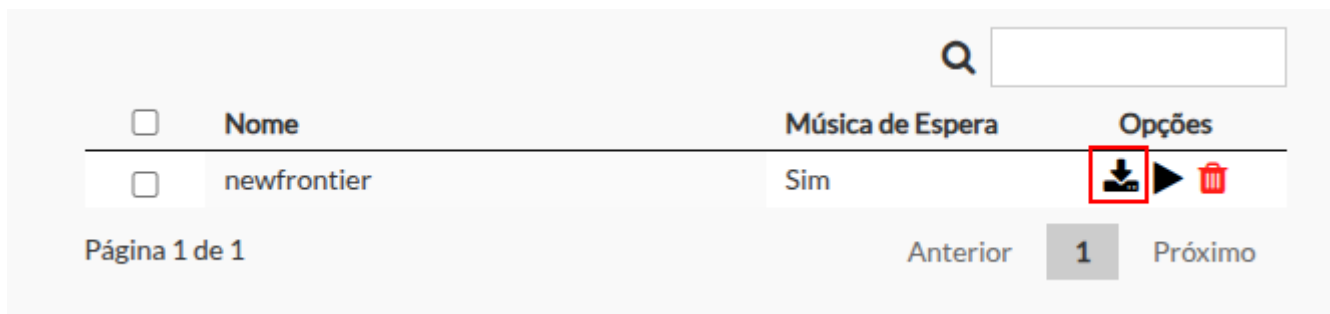 Nome Música de Espera Opções
newfrontier Sim
Página 1 de 1 Anterior 1 Próximo